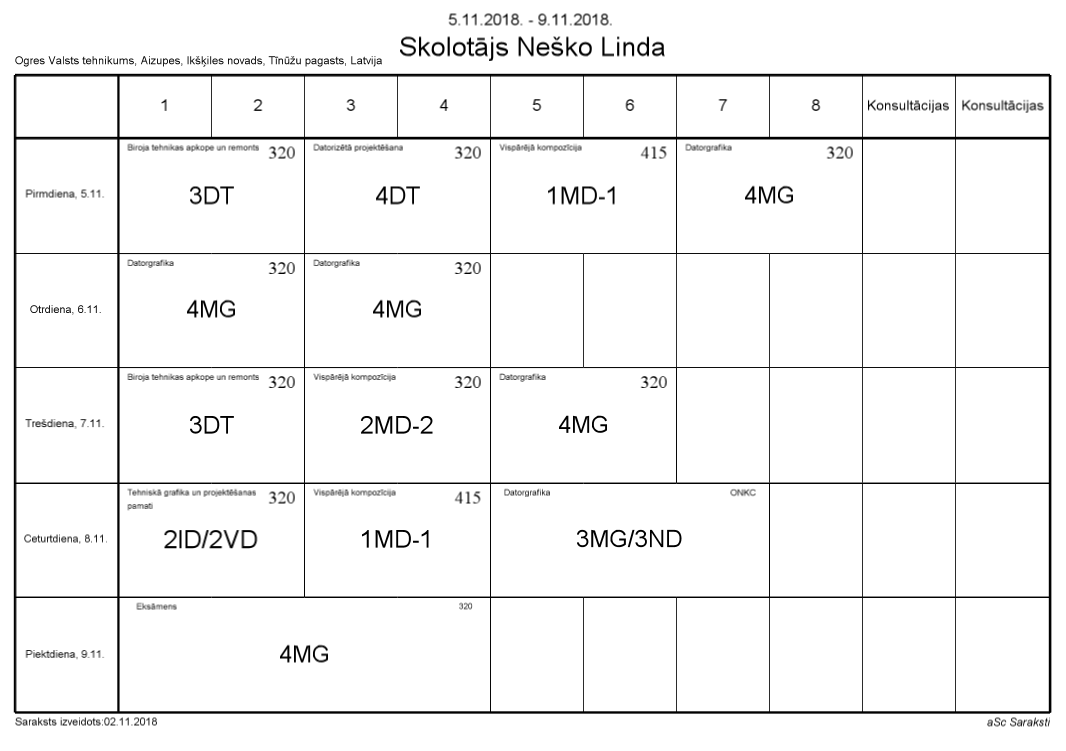 5.11.2018. - 9.11.2018.
Skolotājs Neško Linda
Ogres Valsts tehnikums, Aizupes, Ikšķiles novads, Tīnūžu pagasts, Latvija
1 2 3 4 5 6 7 8 Konsultācijas Konsultācijas
Pirmdiena, 5.11.
Biroja tehnikas apkope un remonts 320
3DT
Datorizētā projektēšana 320
4DT
Vispārējā kompozīcija 415
1MD-1
Datorgrafika 320
4MG
Otrdiena, 6.11.
Datorgrafika 320
4MG
Datorgrafika 320
4MG
Trešdiena, 7.11.
Biroja tehnikas apkope un remonts 320
3DT
Vispārējā kompozīcija 320
2MD-2
Datorgrafika 320
4MG
Ceturtdiena, 8.11.
Tehniskā grafika un projektēšanas 320
pamati
2ID/2VD
Vispārējā kompozīcija 415
1MD-1
Datorgrafika ONKC
3MG/3ND
Piektdiena, 9.11.
Eksāmens 320
4MG
Saraksts izveidots:02.11.2018
aSc Saraksti